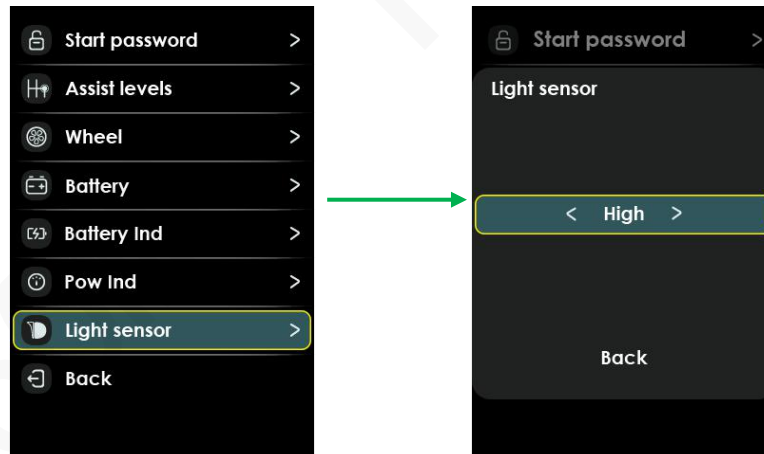 Start password >
Assist levels >
Wheel >
Battery >
Battery Ind >
Pow Ind >
Light sensor >
Back
Start password >
Light sensor
< High >
Back